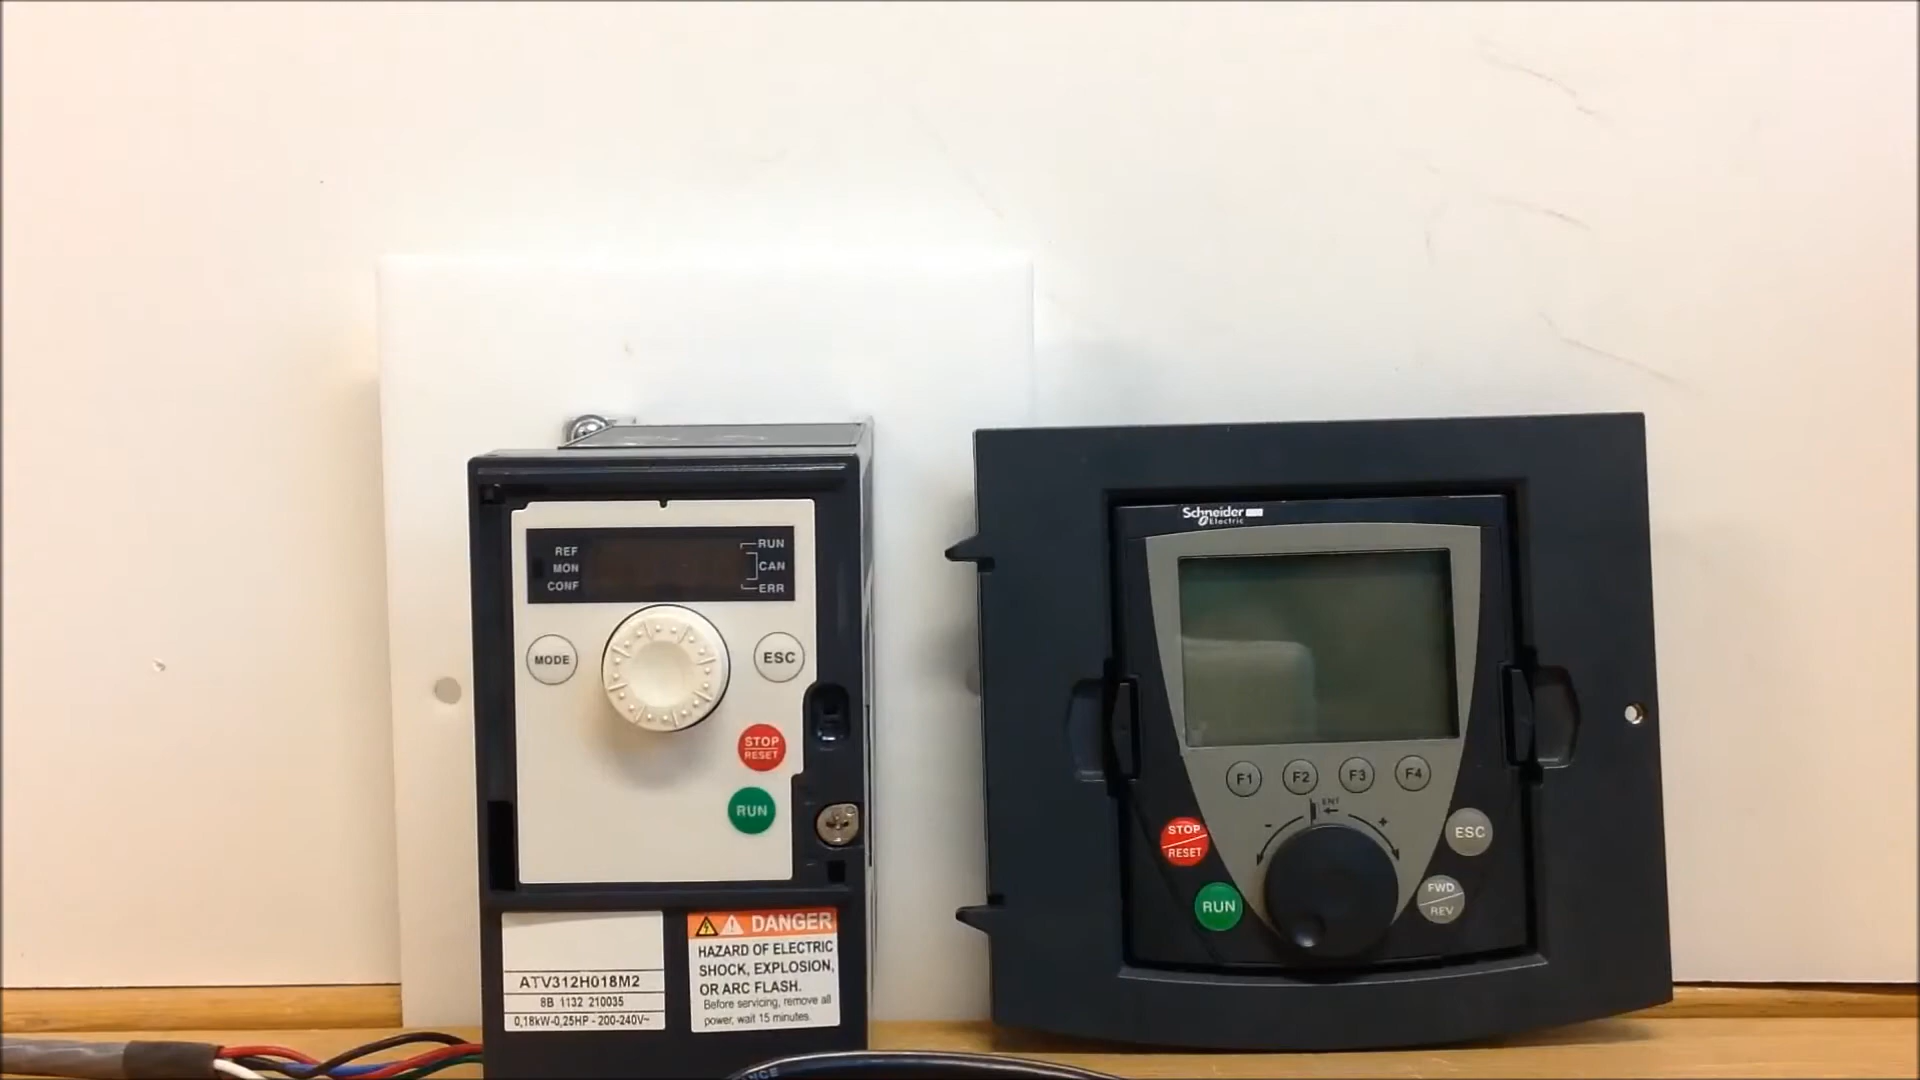 REF
MON
CONF
RUN
CAN
ERR
MODE
ESC
STOP
RESET
RUN
ATV312H018M2
8B 1132 210035
0,18kW-0,25HP - 200-240V~
DANGER
HAZARD OF ELECTRIC
SHOCK, EXPLOSION,
OR ARC FLASH.
Before servicing, remove all
power, wait 15 minutes.
Schneider
Electric
F1
F2
F3
F4
ENT
-
+
STOP
RESET
ESC
RUN
FWD
REV